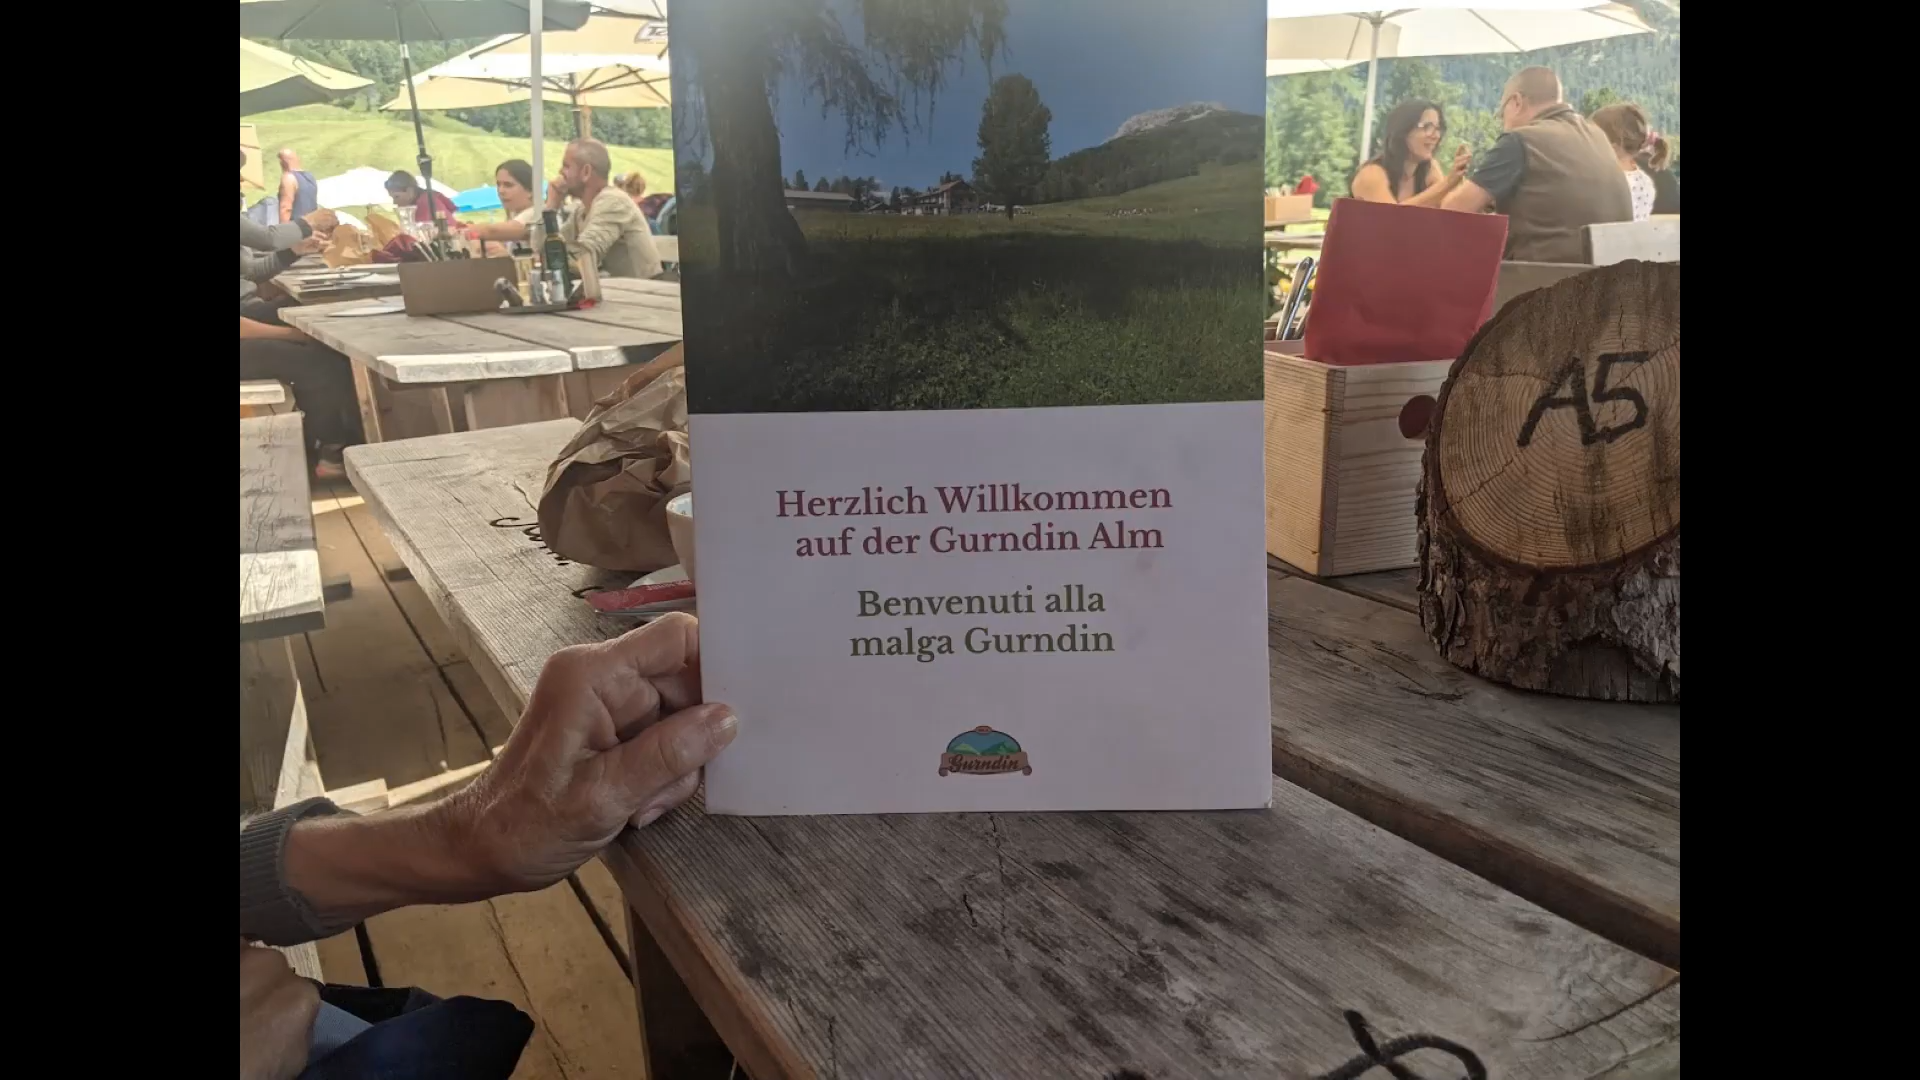 Herzlich Willkommen
auf der Gurndin Alm
Benvenuti alla
malga Gurndin
Gurndin
A5